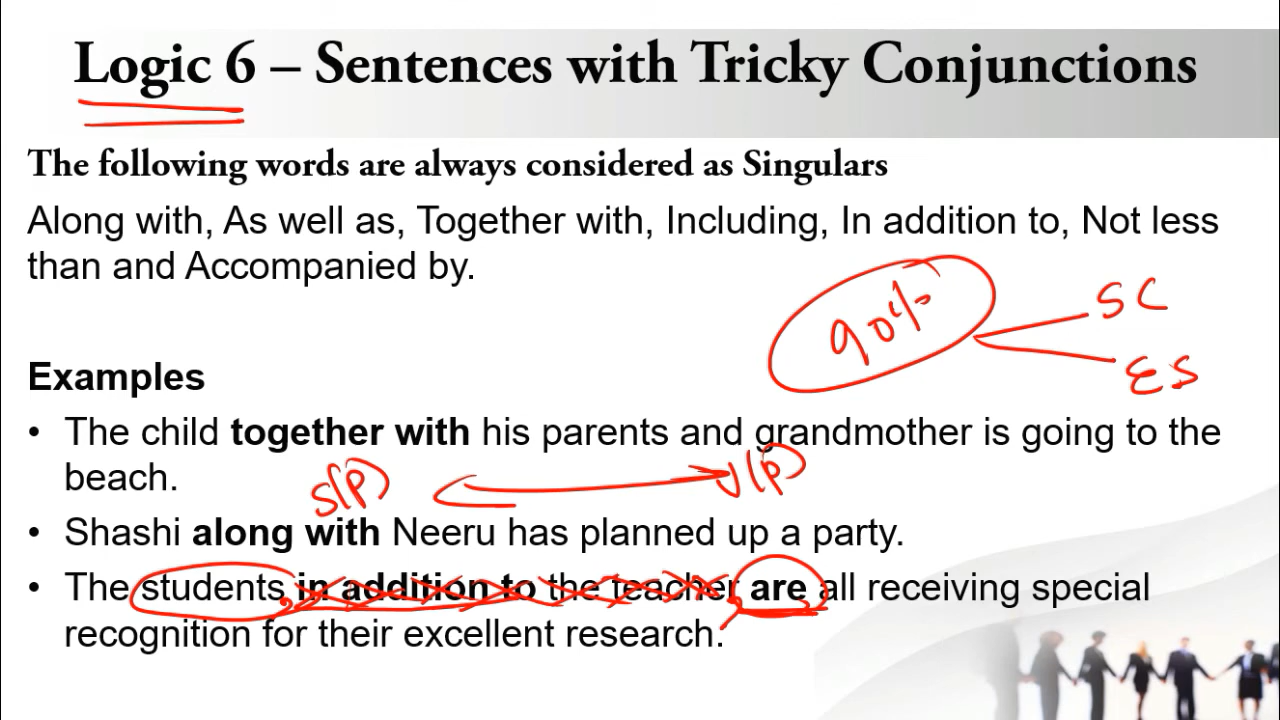 Logic 6 – Sentences with Tricky Conjunctions
The following words are always considered as Singulars
Along with, As well as, Together with, Including, In addition to, Not less
than and Accompanied by.
90%
SC
ES
Examples
• The child together with his parents and grandmother is going to the
beach.
S(P) V(P)
• Shashi along with Neeru has planned up a party.
• The students, in addition to the teacher, are all receiving special
recognition for their excellent research.